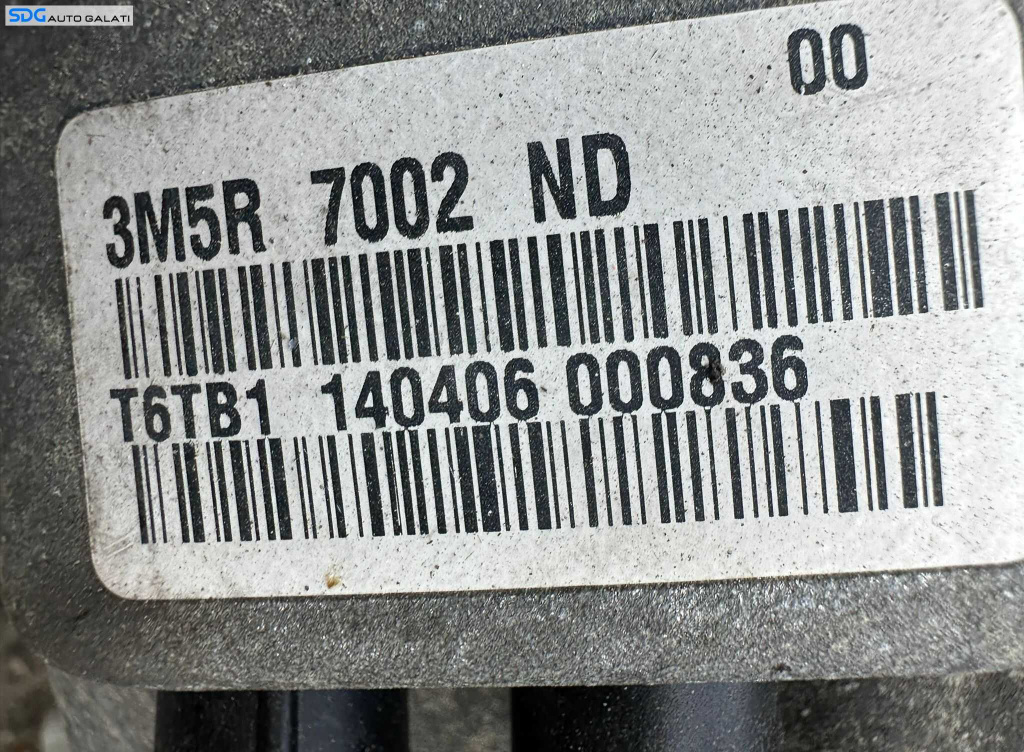 SDG AUTO GALATI
00
3M5R 7002 ND
T6TB1 140406 000836